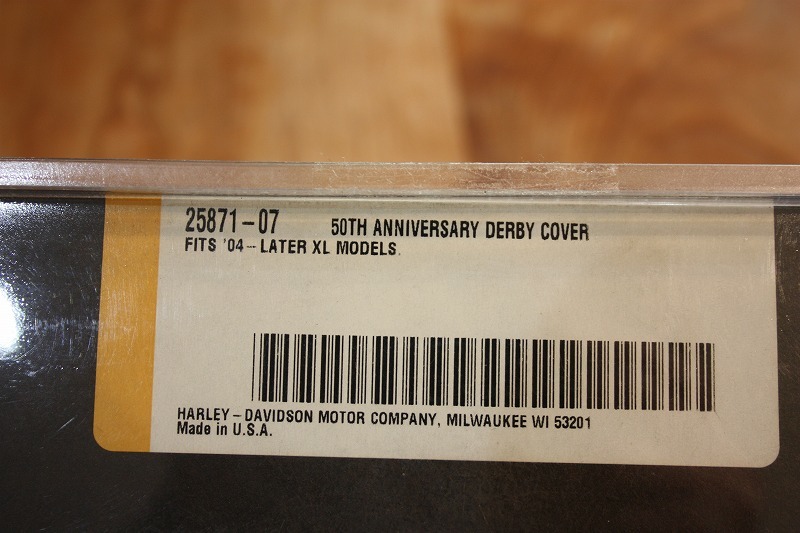 25871-07 50TH ANNIVERSARY DERBY COVER
FITS '04-LATER XL MODELS.
HARLEY-DAVIDSON MOTOR COMPANY, MILWAUKEE WI 53201
Made in U.S.A.